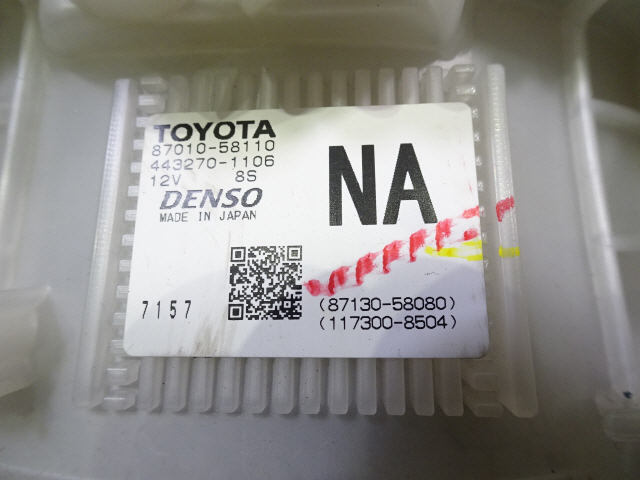 TOYOTA
87010-58110
443270-1106
12V 8S
DENSO
MADE IN JAPAN
NA
7157
(87130-58080)
(117300-8504)